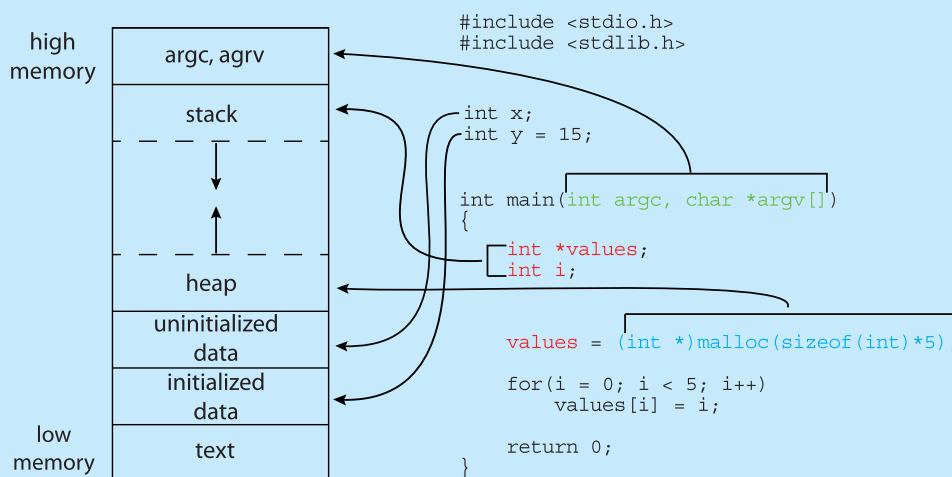 high
memory
argc, agrv
stack
heap
uninitialized
data
initialized
data
low
memory
text
#include <stdio.h>
#include <stdlib.h>
int x;
int y = 15;
int main(int argc, char *argv[])
{
int *values;
int i;
values = (int *)malloc(sizeof(int)*5)
for(i = 0; i < 5; i++)
values[i] = i;
return 0;
}